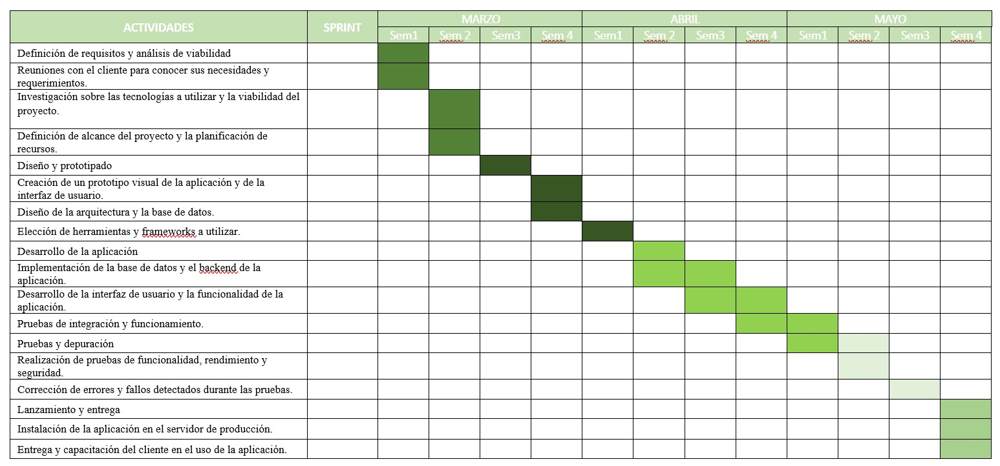 ACTIVIDADES SPRINT MARZO ABRIL MAYO
Sem1 Sem 2 Sem3 Sem 4 Sem1 Sem 2 Sem3 Sem 4 Sem1 Sem 2 Sem3 Sem 4
Definición de requisitos y análisis de viabilidad
Reuniones con el cliente para conocer sus necesidades y
requerimientos.
Investigación sobre las tecnologías a utilizar y la viabilidad del
proyecto.
Definición de alcance del proyecto y la planificación de
recursos.
Diseño y prototipado
Creación de un prototipo visual de la aplicación y de la
interfaz de usuario.
Diseño de la arquitectura y la base de datos.
Elección de herramientas y frameworks a utilizar.
Desarrollo de la aplicación
Implementación de la base de datos y el backend de la
aplicación.
Desarrollo de la interfaz de usuario y la funcionalidad de la
aplicación.
Pruebas de integración y funcionamiento.
Pruebas y depuración
Realización de pruebas de funcionalidad, rendimiento y
seguridad.
Corrección de errores y fallos detectados durante las pruebas.
Lanzamiento y entrega
Instalación de la aplicación en el servidor de producción.
Entrega y capacitación del cliente en el uso de la aplicación.